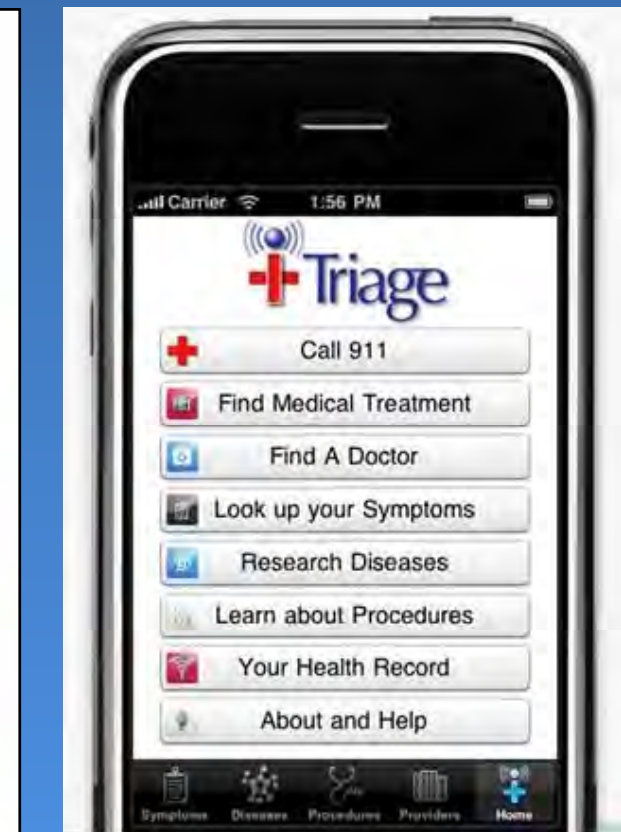 Carrier 1:56 PM
Triage
Call 911
Find Medical Treatment
Find A Doctor
Look up your Symptoms
Research Diseases
Learn about Procedures
Your Health Record
About and Help
Symptoms Diseases Procedures Providers Home